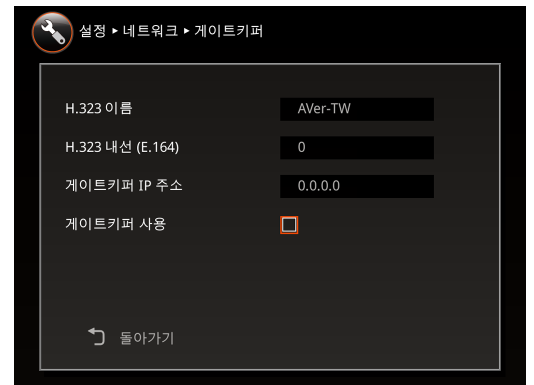 설정 ▸ 네트워크 ▸ 게이트키퍼
H.323 이름 AVer-TW
H.323 내선 (E.164) 0
게이트키퍼 IP 주소 0.0.0.0
게이트키퍼 사용
돌아가기